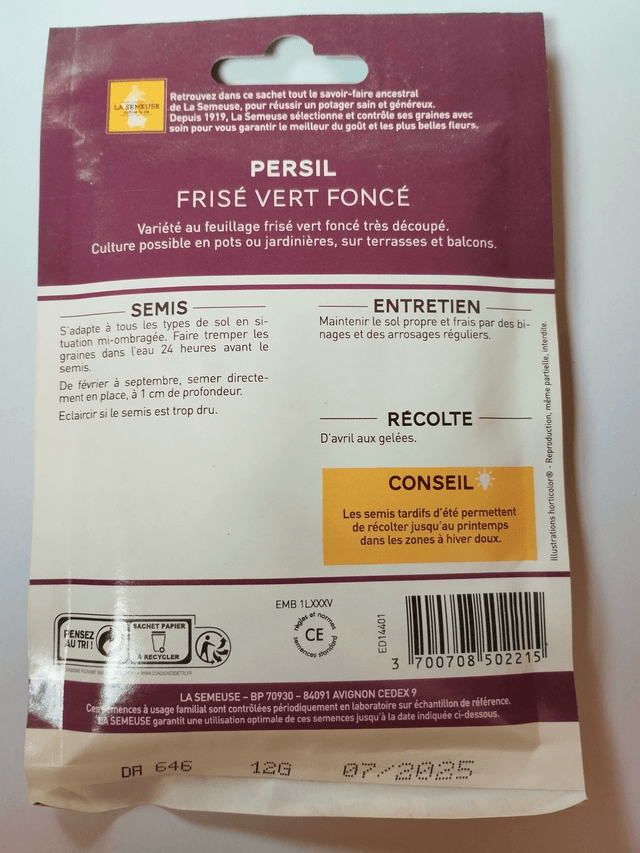 LA SEMEUSE
Retrouvez dans ce sachet tout le savoir-faire ancestral
de La Semeuse, pour réussir un potager sain et généreux.
Depuis 1919, La Semeuse sélectionne et contrôle ses graines avec
soin pour vous garantir le meilleur du goût et les plus belles fleurs.
PERSIL
FRISÉ VERT FONCÉ
Variété au feuillage frisé vert foncé très découpé.
Culture possible en pots ou jardinières, sur terrasses et balcons.
SEMIS
S'adapte à tous les types de sol en si-
tuation mi-ombragée. Faire tremper les
graines dans l'eau 24 heures avant le
semis.
De février à septembre, semer directe-
ment en place, à 1 cm de profondeur.
Eclaircir si le semis est trop dru.
ENTRETIEN
Maintenir le sol propre et frais par des bi-
nages et des arrosages réguliers.
RÉCOLTE
D'avril aux gelées.
CONSEIL
Les semis tardifs d'été permettent
de récolter jusqu'au printemps
dans les zones à hiver doux.
Illustrations horticolor® - Reproduction, même partielle, interdite.
PENSEZ
AU TRI !
SACHET PAPIER
À RECYCLER
EMB 1LXXXV
règles et normes
CE
semences standard
ED14401
3 700708 502215
LA SEMEUSE – BP 70930 – 84091 AVIGNON CEDEX 9
Ces semences à usage familial sont contrôlées périodiquement en laboratoire sur échantillon de référence.
LA SEMEUSE garantit une utilisation optimale de ces semences jusqu'à la date indiquée ci-dessous.
DA 646 12G 07/2025